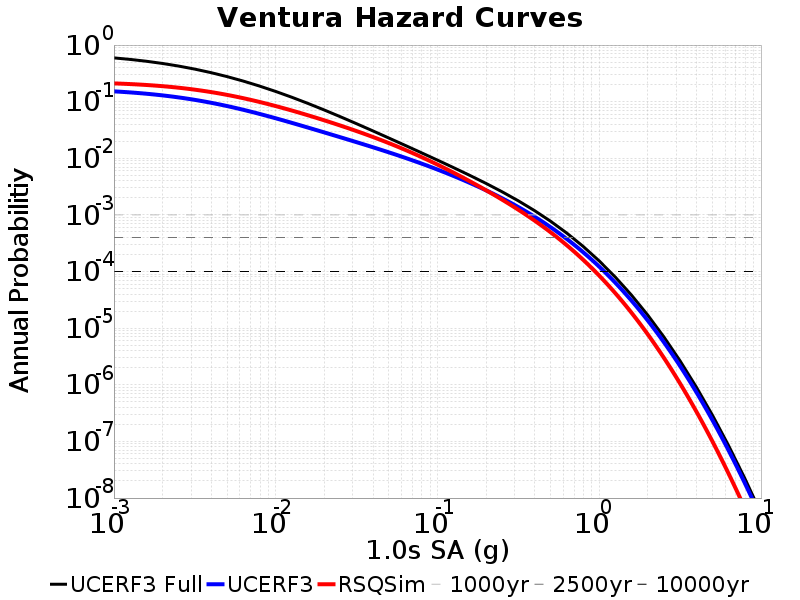 Ventura Hazard Curves
Annual Probabilitiy
10^0
10^-1
10^-2
10^-3
10^-4
10^-5
10^-6
10^-7
10^-8
10^-3 10^-2 10^-1 10^0 10^1
1.0s SA (g)
UCERF3 Full UCERF3 RSQSim 1000yr 2500yr 10000yr